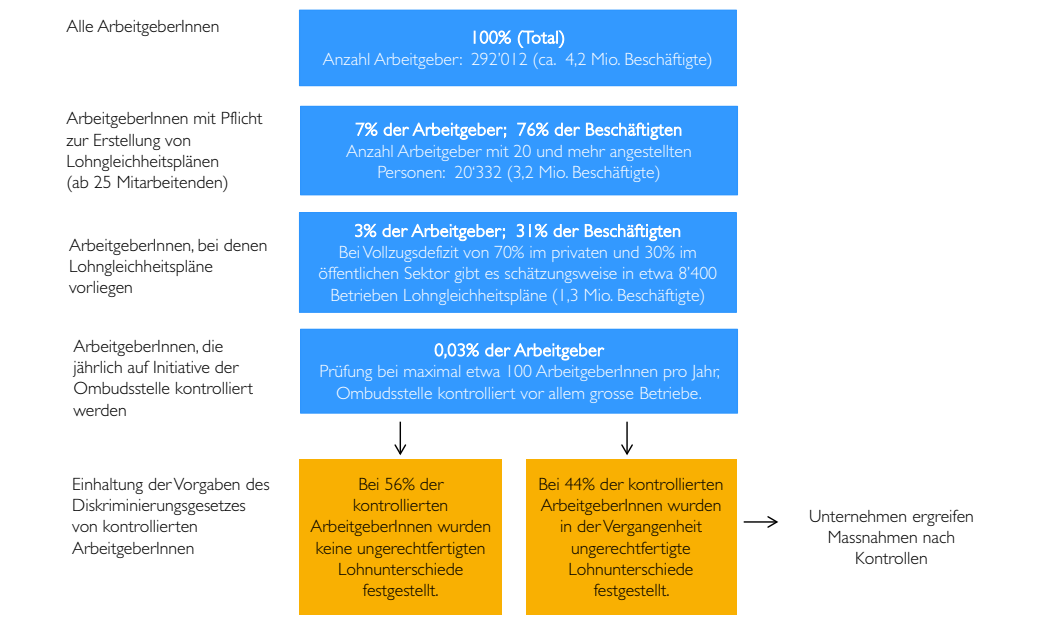 Alle ArbeitgeberInnen
100% (Total)
Anzahl Arbeitgeber: 292'012 (ca. 4,2 Mio. Beschäftigte)
ArbeitgeberInnen mit Pflicht
zur Erstellung von
Lohngleichheitsplänen
(ab 25 Mitarbeitenden)
7% der Arbeitgeber; 76% der Beschäftigten
Anzahl Arbeitgeber mit 20 und mehr angestellten
Personen: 20'332 (3,2 Mio. Beschäftigte)
ArbeitgeberInnen, bei denen
Lohngleichheitspläne
vorliegen
3% der Arbeitgeber; 31% der Beschäftigten
Bei Vollzugsdefizit von 70% im privaten und 30% im
öffentlichen Sektor gibt es schätzungsweise in etwa 8'400
Betrieben Lohngleichheitspläne (1,3 Mio. Beschäftigte)
ArbeitgeberInnen, die
jährlich auf Initiative der
Ombudsstelle kontrolliert
werden
0,03% der Arbeitgeber
Prüfung bei maximal etwa 100 ArbeitgeberInnen pro Jahr,
Ombudsstelle kontrolliert vor allem grosse Betriebe.
Einhaltung der Vorgaben des
Diskriminierungsgesetzes
von kontrollierten
ArbeitgeberInnen
Bei 56% der
kontrollierten
ArbeitgeberInnen wurden
keine ungerechtfertigten
Lohnunterschiede
festgestellt.
Bei 44% der kontrollierten
ArbeitgeberInnen wurden
in der Vergangenheit
ungerechtfertigte
Lohnunterschiede
festgestellt.
Unternehmen ergreifen
Massnahmen nach
Kontrollen